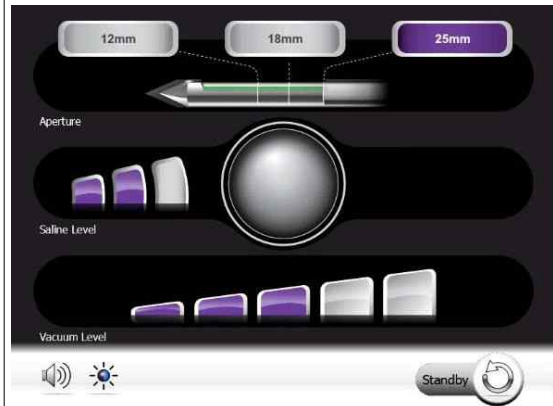 12mm
18mm
25mm
Aperture
Saline Level
Vacuum Level
Standby